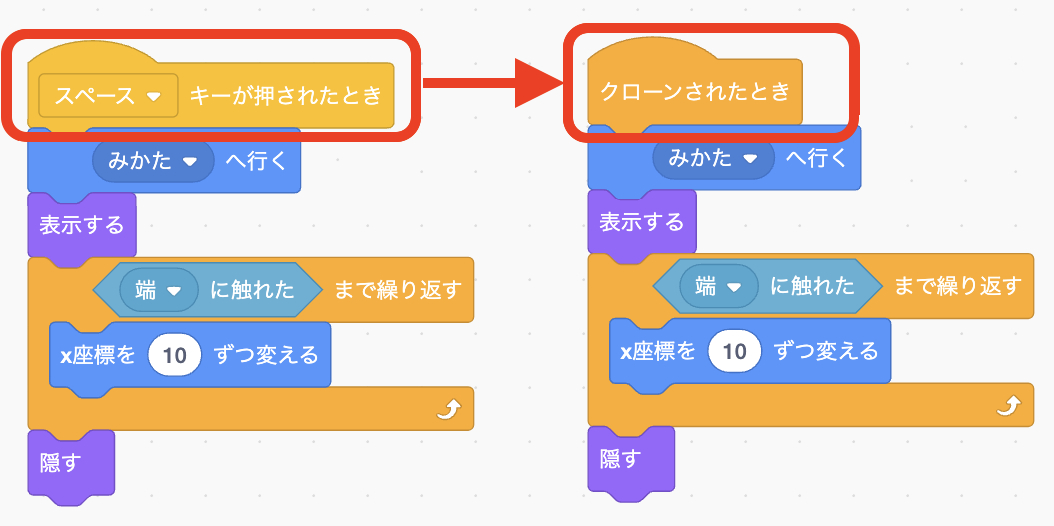 スペース キーが押されたとき
みかた へ行く
表示する
端 に触れた まで繰り返す
x座標を 10 ずつ変える
隠す
クローンされたとき
みかた へ行く
表示する
端 に触れた まで繰り返す
x座標を 10 ずつ変える
隠す